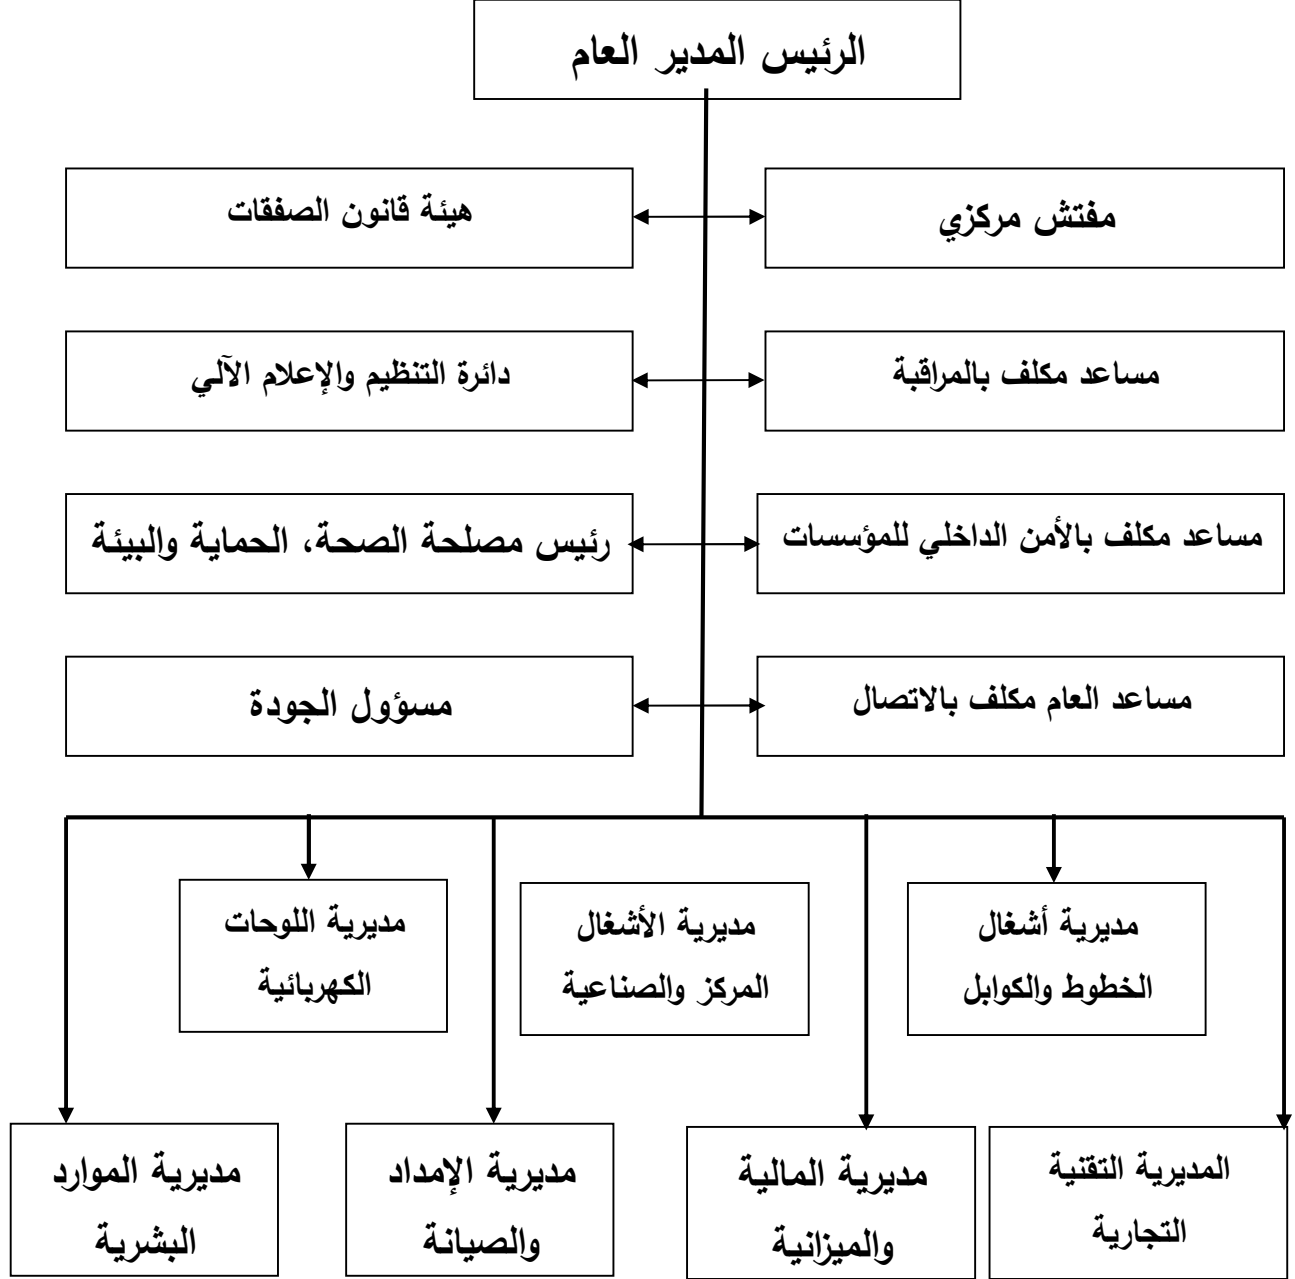 الرئيس المدير العام
مفتش مركزي
هيئة قانون الصفقات
مساعد مكلف بالمراقبة
دائرة التنظيم والإعلام الآلي
مساعد مكلف بالأمن الداخلي للمؤسسات
رئيس مصلحة الصحة، الحماية والبيئة
مساعد العام مكلف بالاتصال
مسؤول الجودة
مديرية أشغال
الخطوط والكوابل
مديرية الأشغال
المركز والصناعية
مديرية اللوحات
الكهربائية
المديرية التقنية
التجارية
مديرية المالية
والميزانية
مديرية الإمداد
والصيانة
مديرية الموارد
البشرية